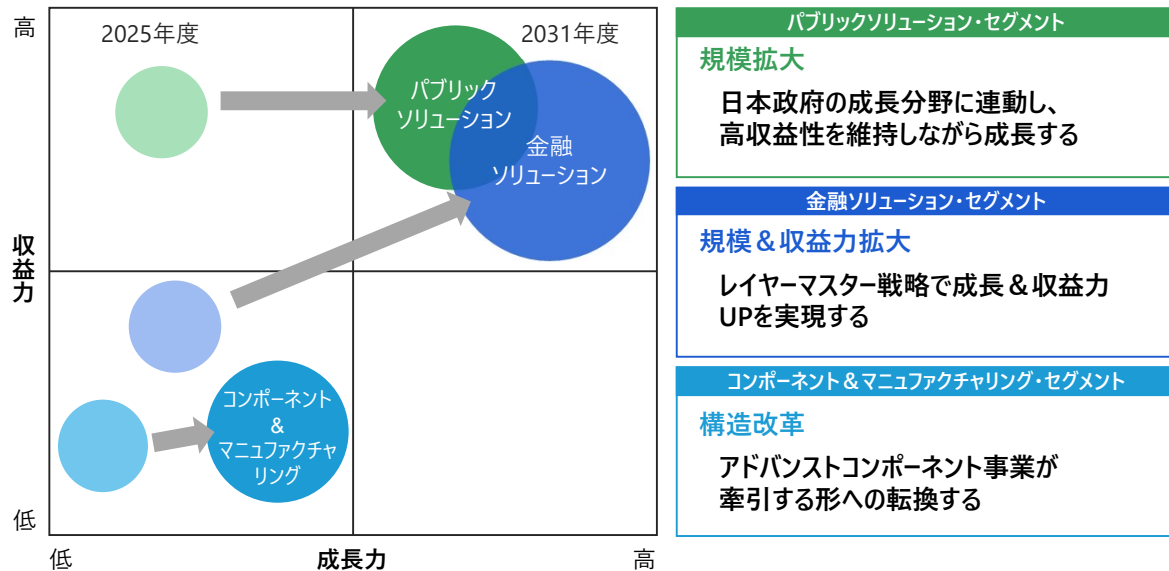 高
2025年度
2031年度
パブリック
ソリューション
金融
ソリューション
収益力
コンポーネント
&
マニュファクチャ
リング
低
低
成長力
高
パブリックソリューション・セグメント
規模拡大
日本政府の成長分野に連動し、
高収益性を維持しながら成長する
金融ソリューション・セグメント
規模&収益力拡大
レイヤーマスター戦略で成長&収益力
UPを実現する
コンポーネント&マニュファクチャリング・セグメント
構造改革
アドバンストコンポーネント事業が
牽引する形への転換する